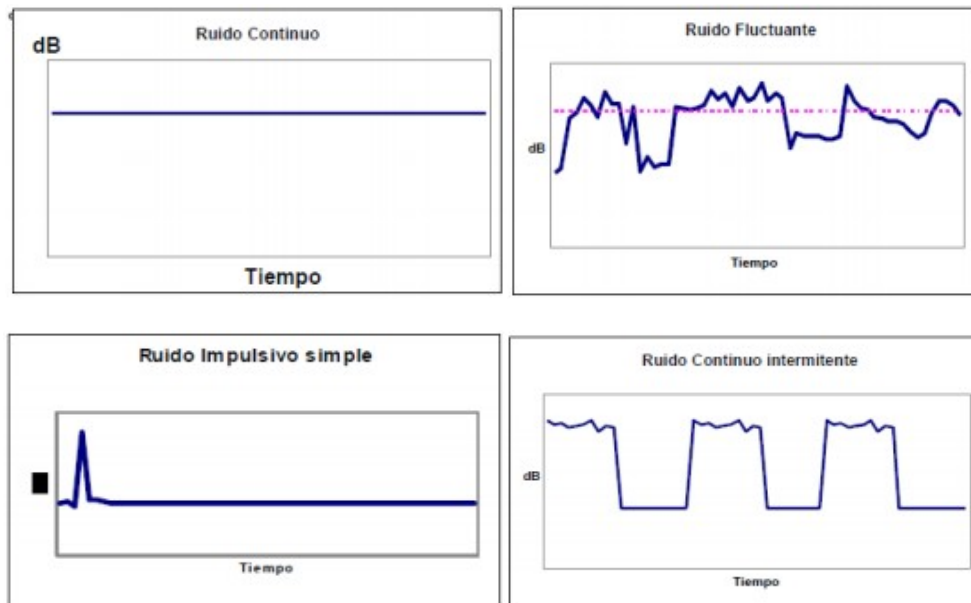 Ruido Continuo
dB
Tiempo
Ruido Fluctuante
dB
Tiempo
Ruido Impulsivo simple
Tiempo
Ruido Continuo intermitente
dB
Tiempo